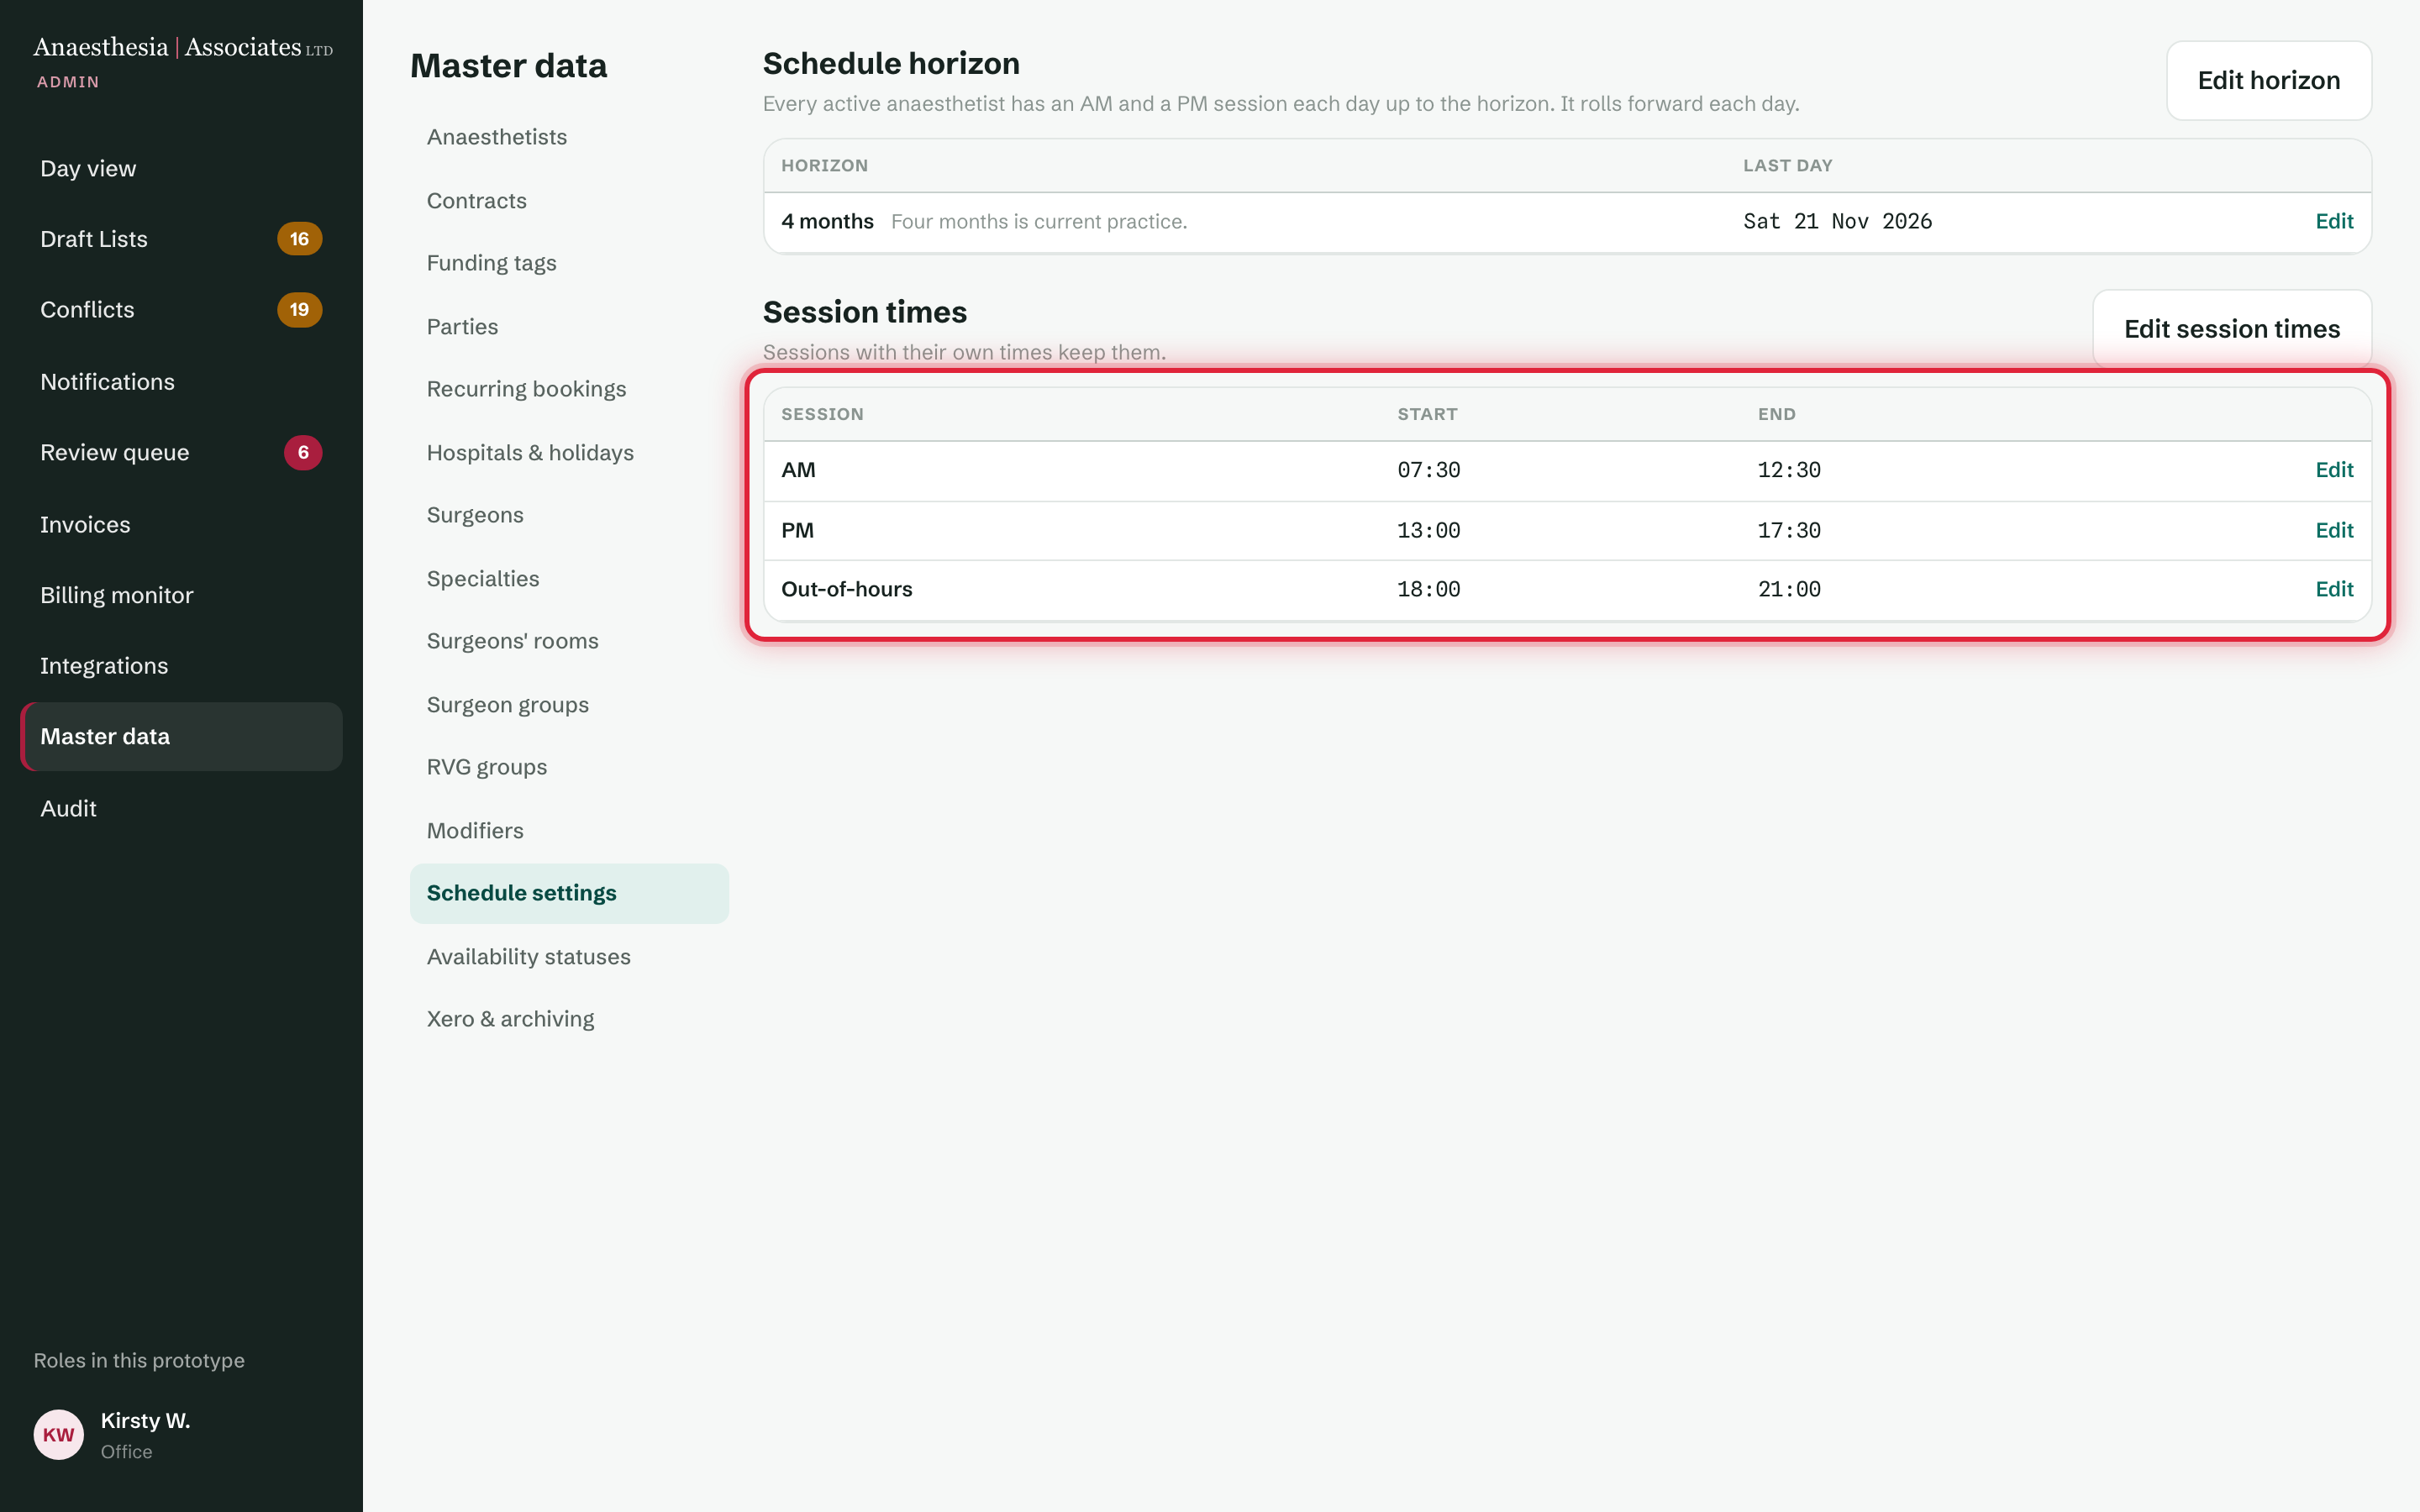 Anaesthesia | Associates LTD
ADMIN
Day view
Draft Lists 16
Conflicts 19
Notifications
Review queue 6
Invoices
Billing monitor
Integrations
Master data
Audit
Roles in this prototype
KW
Kirsty W.
Office
Master data
Anaesthetists
Contracts
Funding tags
Parties
Recurring bookings
Hospitals & holidays
Surgeons
Specialties
Surgeons' rooms
Surgeon groups
RVG groups
Modifiers
Schedule settings
Availability statuses
Xero & archiving
Schedule horizon
Every active anaesthetist has an AM and a PM session each day up to the horizon. It rolls forward each day.
Edit horizon
HORIZON LAST DAY
4 months Four months is current practice. Sat 21 Nov 2026 Edit
Session times
Sessions with their own times keep them.
Edit session times
SESSION START END
AM 07:30 12:30 Edit
PM 13:00 17:30 Edit
Out-of-hours 18:00 21:00 Edit